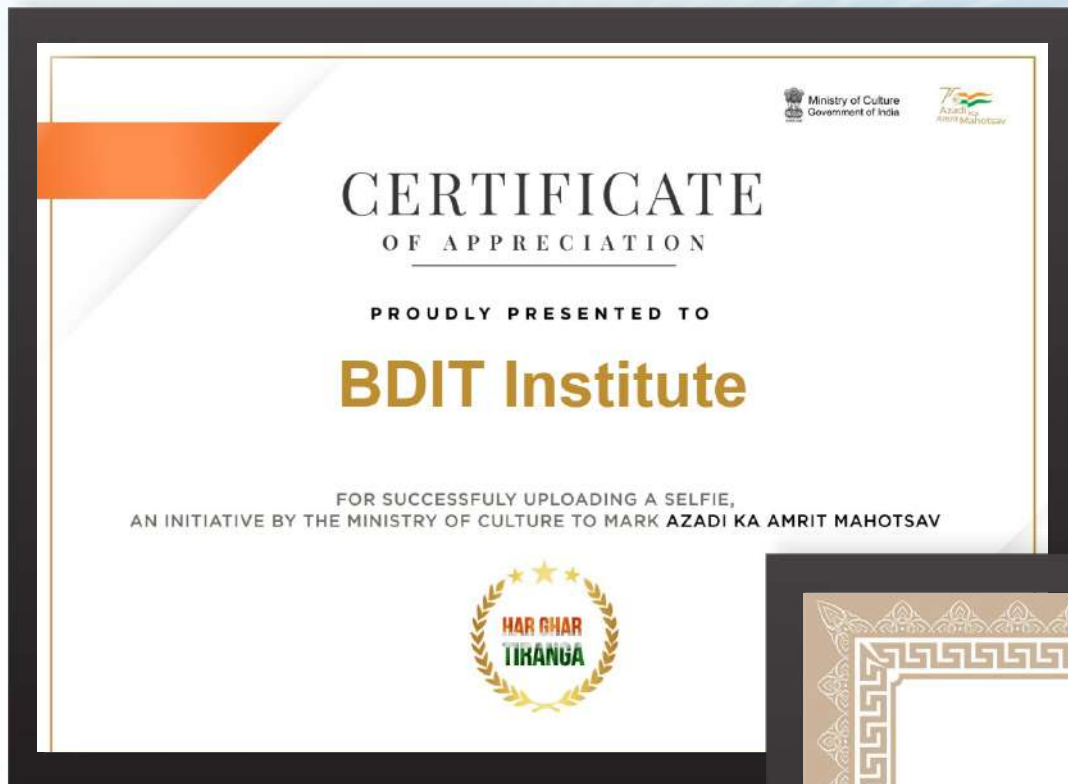 Ministry of Culture
Government of India
75
Azadi Ka
Amrit Mahotsav
CERTIFICATE
OF APPRECIATION
PROUDLY PRESENTED TO
BDIT Institute
FOR SUCCESSFULY UPLOADING A SELFIE,
AN INITIATIVE BY THE MINISTRY OF CULTURE TO MARK AZADI KA AMRIT MAHOTSAV
HAR GHAR
TIRANGA